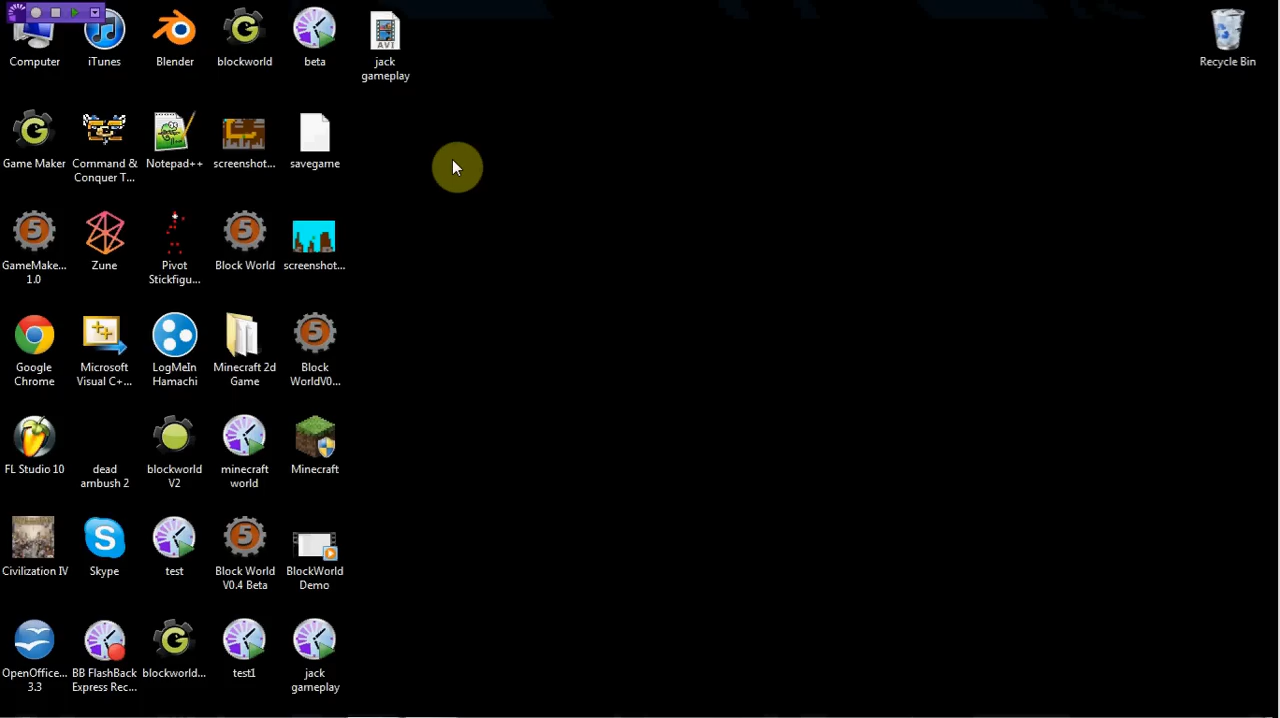 Computer
iTunes
Blender
blockworld
beta
AVI
jack
gameplay
Recycle Bin
Game Maker
Command &
Conquer T...
Notepad++
screenshot...
savegame
GameMake...
1.0
Zune
Pivot
Stickfigu...
Block World
screenshot...
Google
Chrome
Microsoft
Visual C+...
LogMeIn
Hamachi
Minecraft 2d
Game
Block
WorldV0...
FL Studio 10
dead
ambush 2
blockworld
V2
minecraft
world
Minecraft
Civilization IV
Skype
test
Block World
V0.4 Beta
BlockWorld
Demo
OpenOffice...
3.3
BB FlashBack
Express Rec...
blockworld...
test1
jack
gameplay